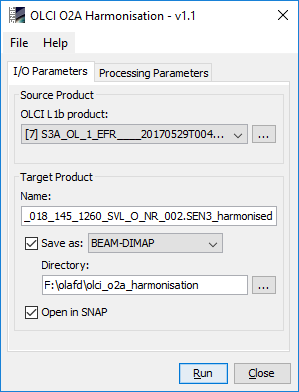 OLCI O2A Harmonisation - v1.1
File Help
I/O Parameters Processing Parameters
Source Product
OLCI L1b product:
[7] S3A_OL_1_EFR____20170529T004... ...
Target Product
Name:
_018_145_1260_SVL_O_NR_002.SEN3_harmonised
Save as: BEAM-DIMAP
Directory:
F:\olafd\olci_o2a_harmonisation ...
Open in SNAP
Run Close